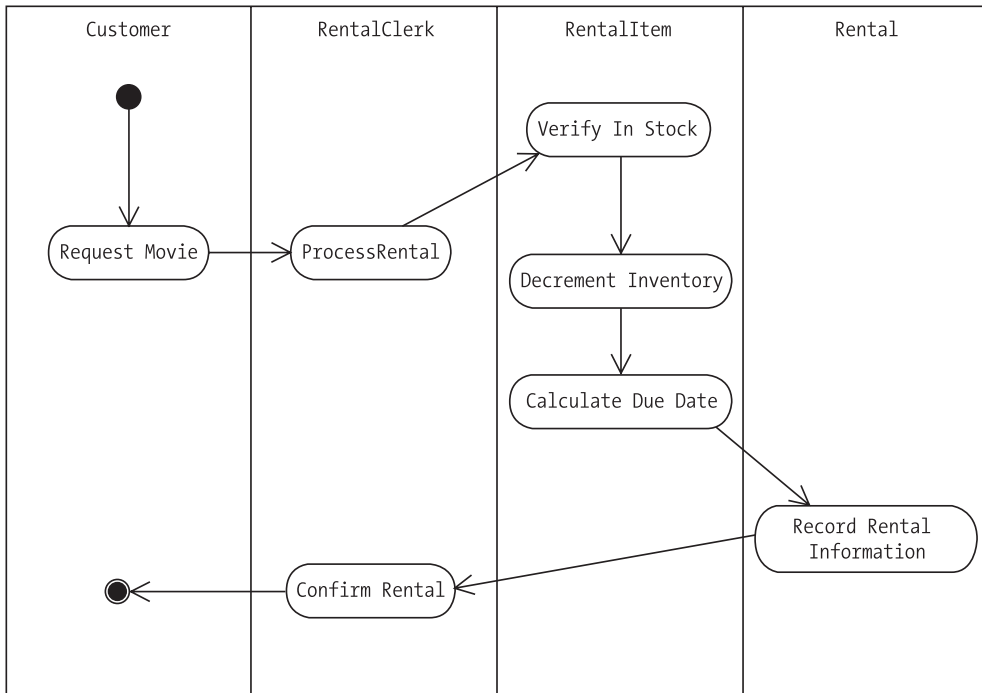 Customer
RentalClerk
RentalItem
Rental
Verify In Stock
Request Movie
ProcessRental
Decrement Inventory
Calculate Due Date
Record Rental
Information
Confirm Rental